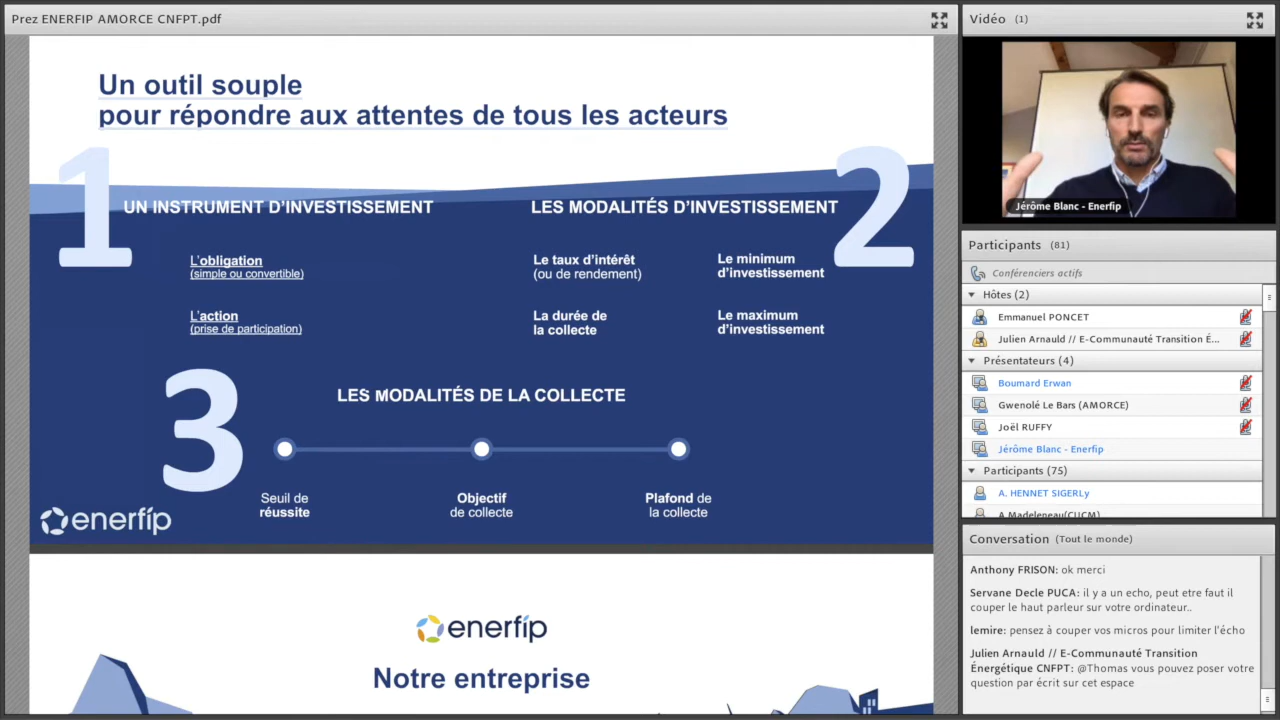 Prez ENERFIP AMORCE CNFPT.pdf
Un outil souple
pour répondre aux attentes de tous les acteurs
1
UN INSTRUMENT D’INVESTISSEMENT
L’obligation
(simple ou convertible)
L’action
(prise de participation)
2
LES MODALITÉS D’INVESTISSEMENT
Le taux d’intérêt
(ou de rendement)
Le minimum
d’investissement
La durée de
la collecte
Le maximum
d’investissement
3
LES MODALITÉS DE LA COLLECTE
Seuil de
réussite
Objectif
de collecte
Plafond de
la collecte
enerfip
enerfip
Notre entreprise
Vidéo (1)
Jérôme Blanc - Enerfip
Participants (81)
Conférenciers actifs
Hôtes (2)
Emmanuel PONCET
Julien Arnauld // E-Communauté Transition É...
Présentateurs (4)
Boumard Erwan
Gwenolé Le Bars (AMORCE)
Joël RUFFY
Jérôme Blanc - Enerfip
Participants (75)
A. HENNET SIGERLy
A.Madeleneau(CUCM)
Conversation (Tout le monde)
Anthony FRISON: ok merci
Servane Decle PUCA: il y a un echo, peut etre faut il
couper le haut parleur sur votre ordinateur..
lemire: pensez à couper vos micros pour limiter l'écho
Julien Arnauld // E-Communauté Transition
Énergétique CNFPT: @Thomas vous pouvez poser votre
question par écrit sur cet espace